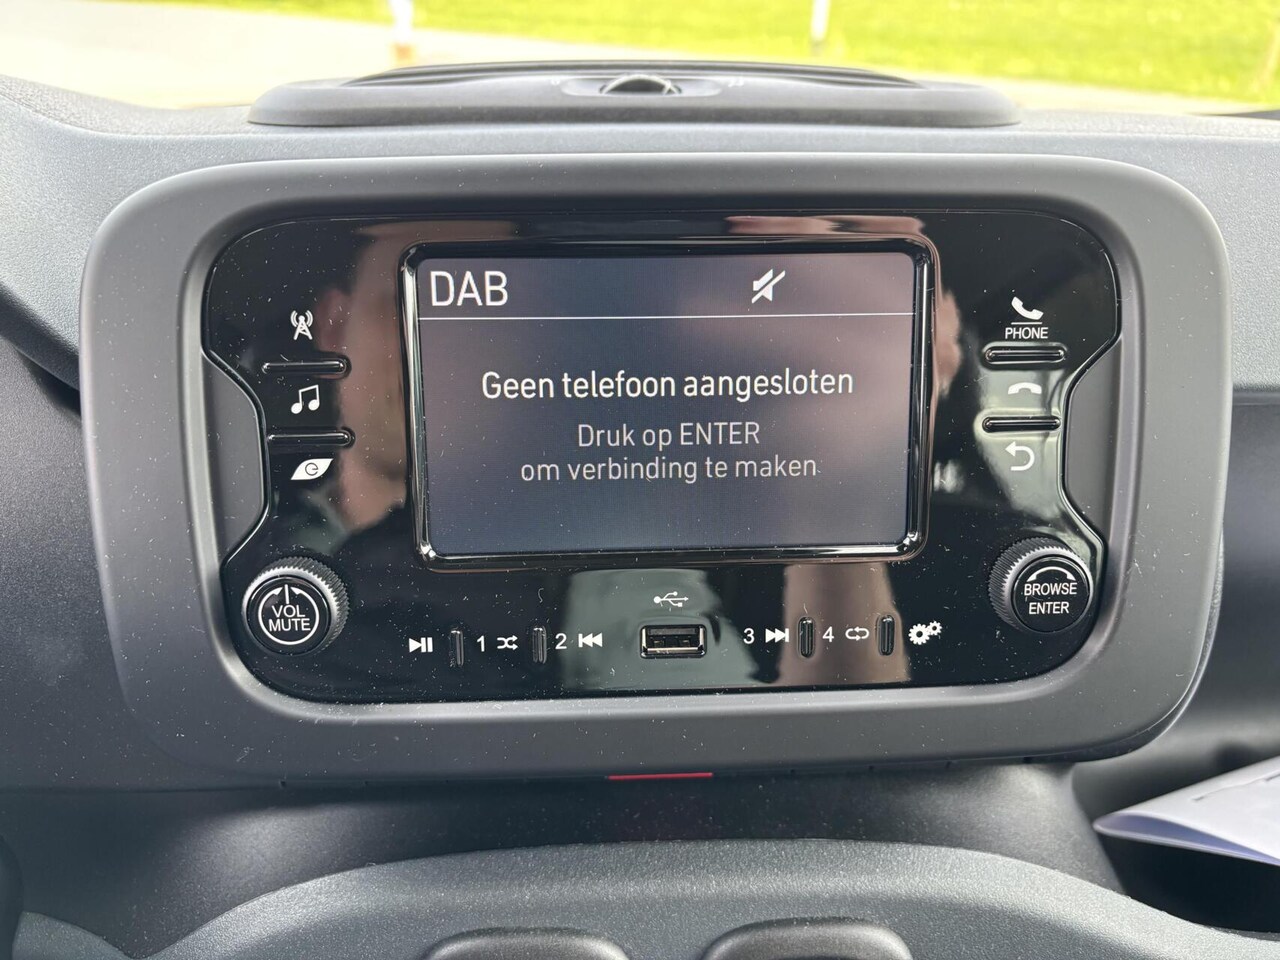 DAB
Geen telefoon aangesloten
Druk op ENTER
om verbinding te maken
PHONE
VOL
MUTE
BROWSE
ENTER
1 2 3 4